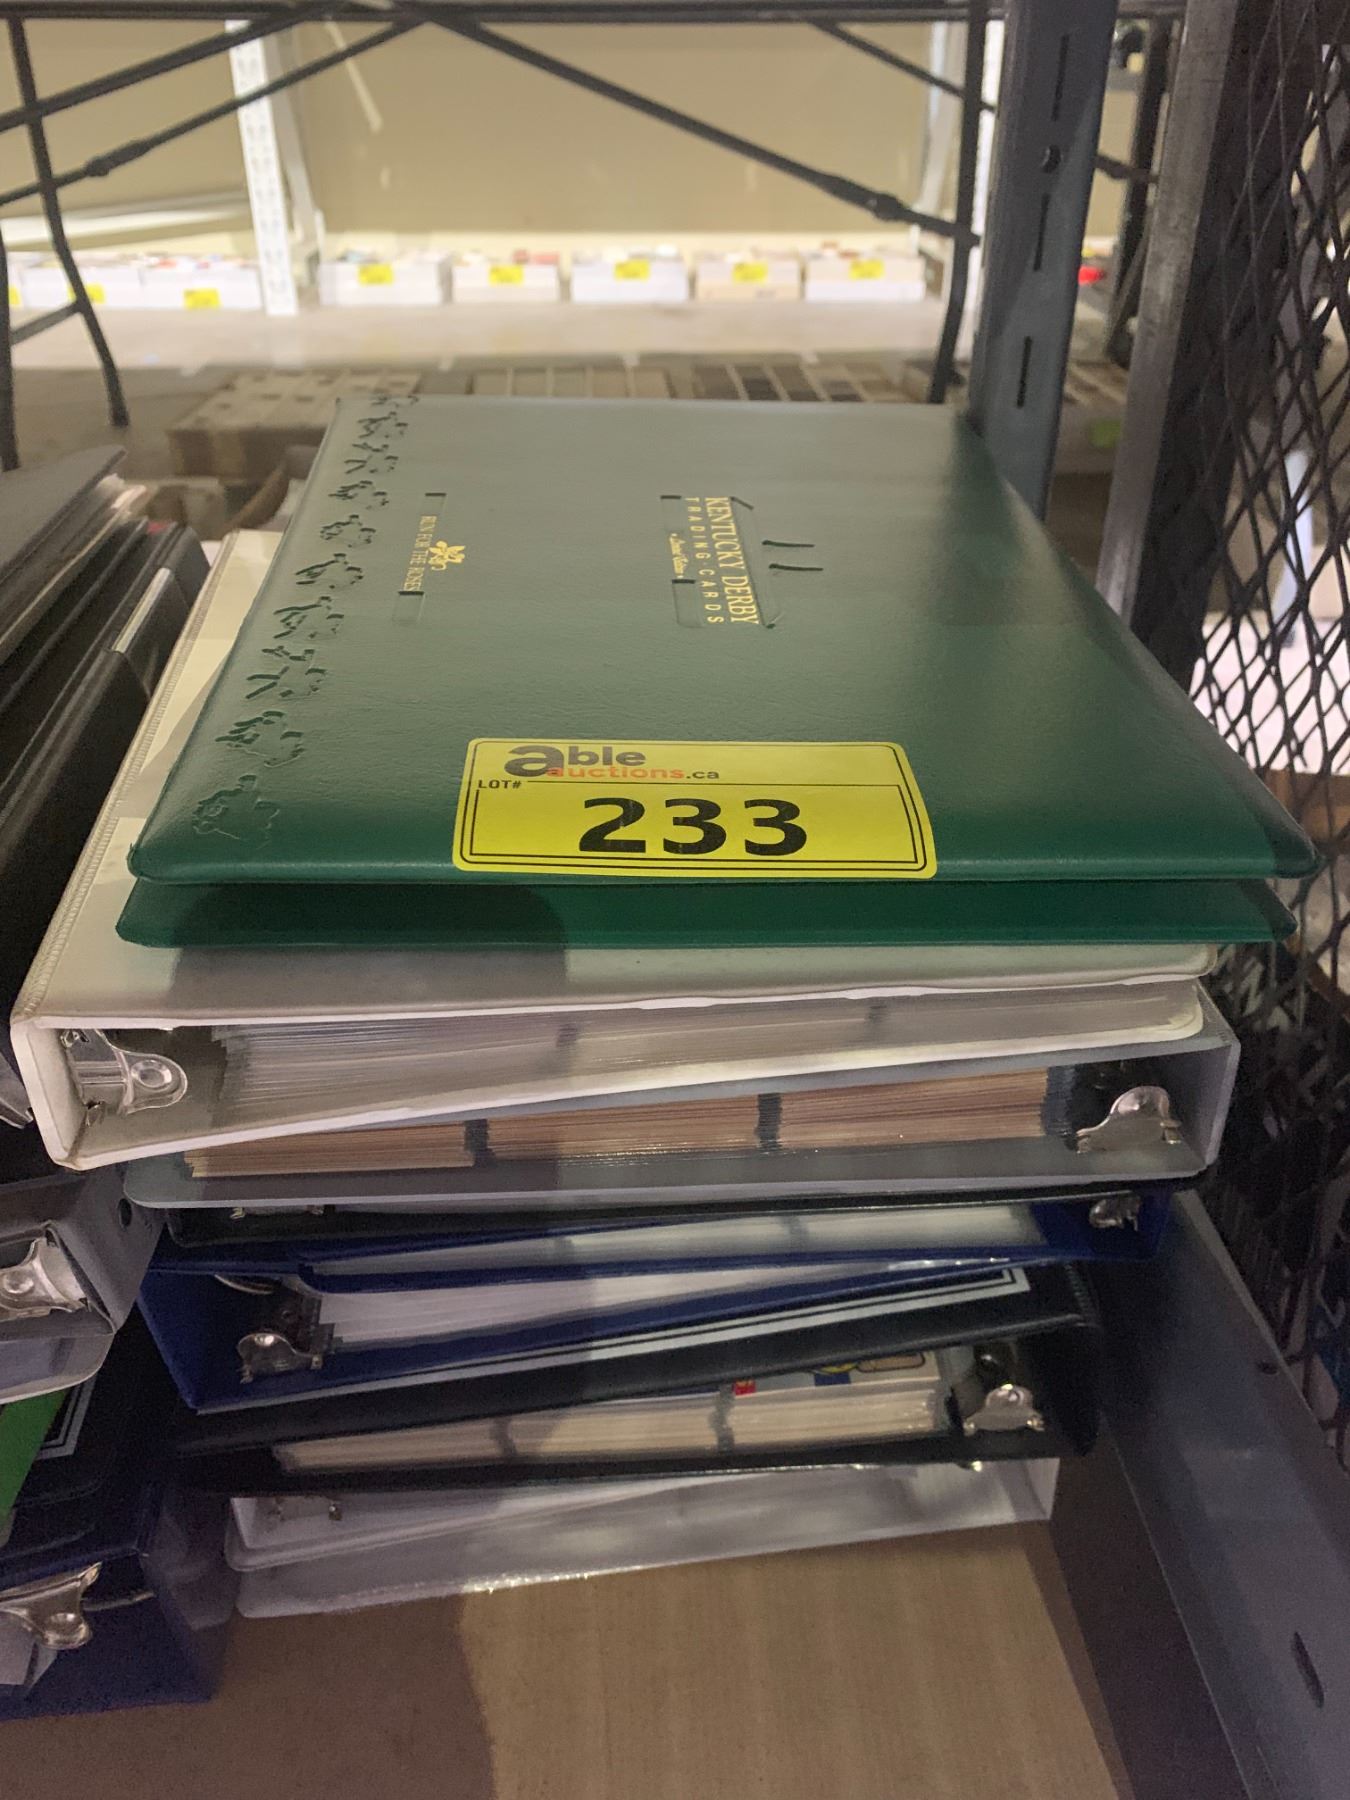 KENTUCKY DERBY
TRADING CARDS
RUN FOR THE ROSES
able
auctions.ca
LOT#
233